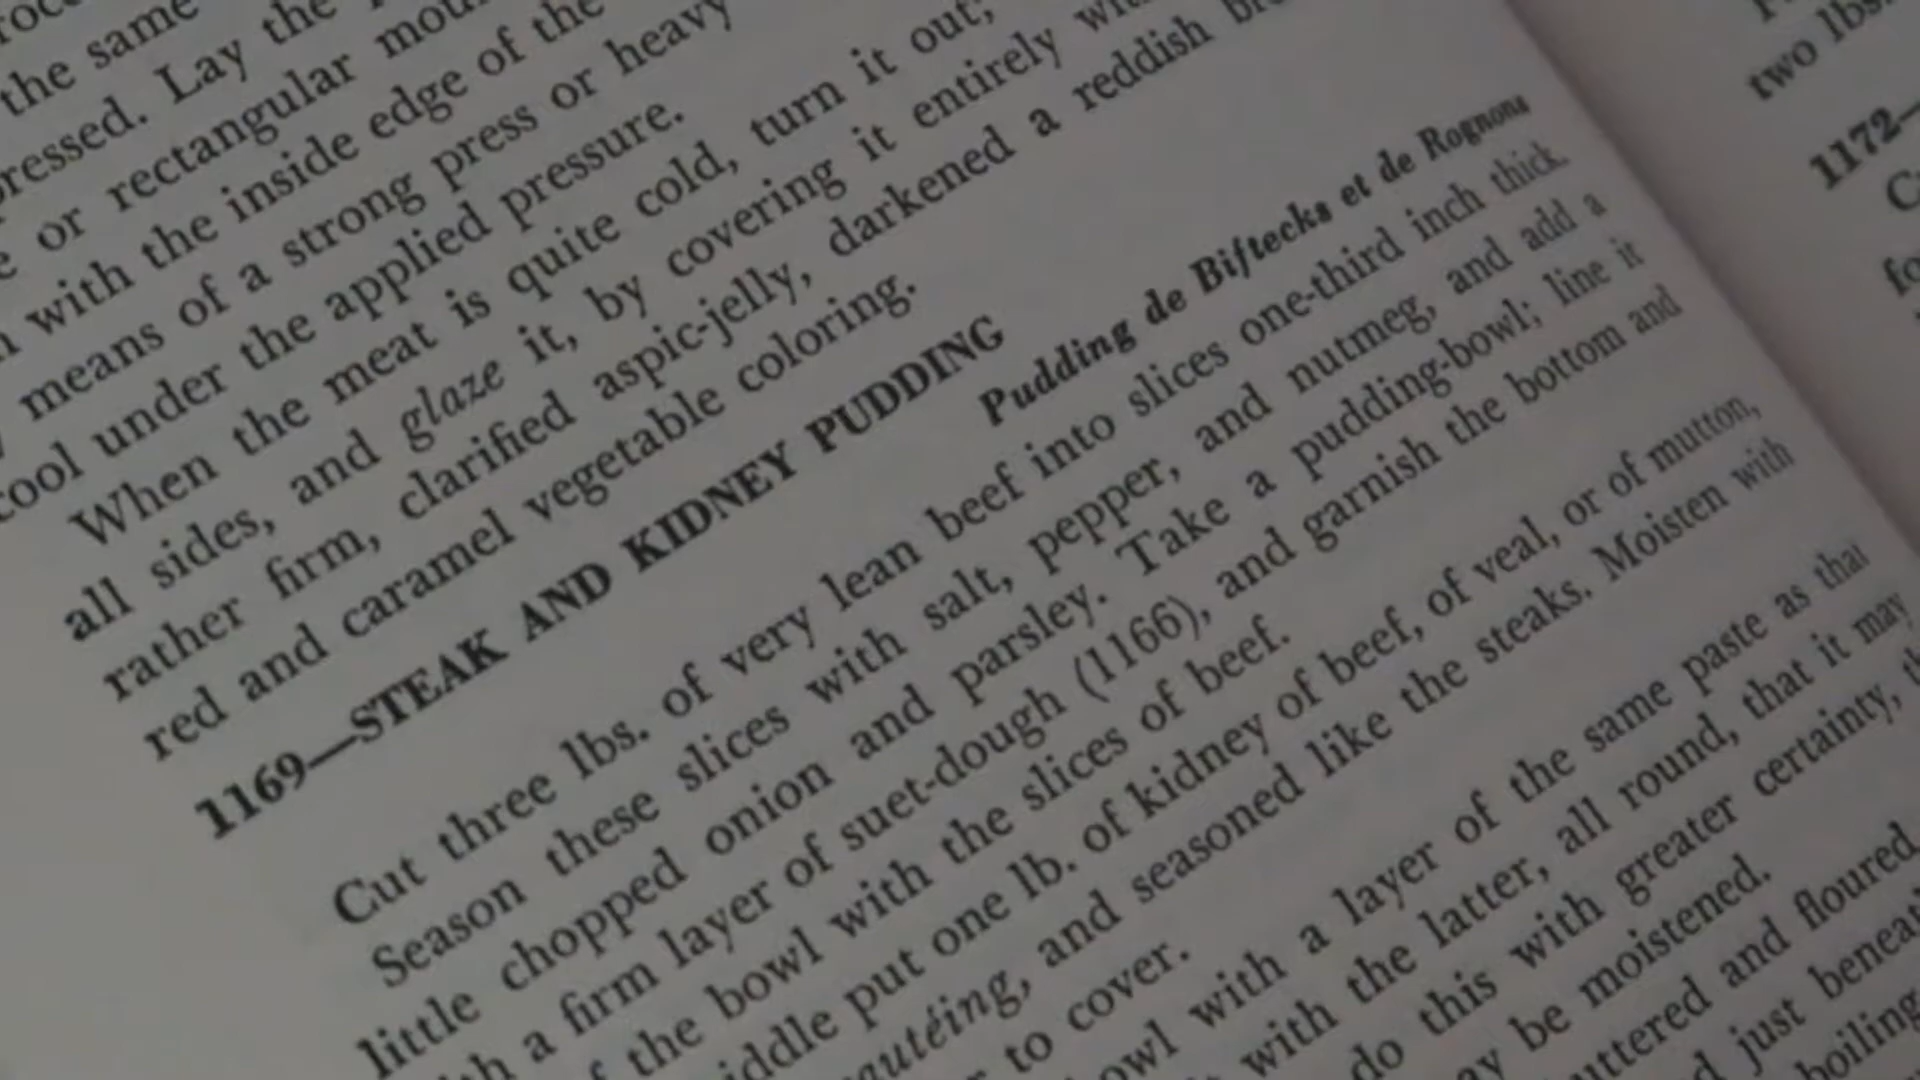 the same
pressed. Lay the
or rectangular
with the inside edge of the
means of a strong press or heavy
cool under the applied pressure.
When the meat is quite cold, turn it out;
all sides, and glaze it, by covering it entirely
rather firm, clarified aspic-jelly, darkened a reddish
red and caramel vegetable coloring.
1169—STEAK AND KIDNEY PUDDING
Pudding de Biftecks et de Rognons
Cut three lbs. of very lean beef into slices one-third inch thick.
Season these slices with salt, pepper, and nutmeg, and add a
little chopped onion and parsley. Take a pudding-bowl; line it
a firm layer of suet-dough (1166), and garnish the bottom and
the bowl with the slices of beef.
put one lb. of kidney of beef, of veal, or of mutton,
and seasoned like the steaks. Moisten with
to cover.
with a layer of the same paste as that
with the latter, all round, that it may
do this with greater certainty,
be moistened.
and floured
just
boiling
two lbs.
1172—